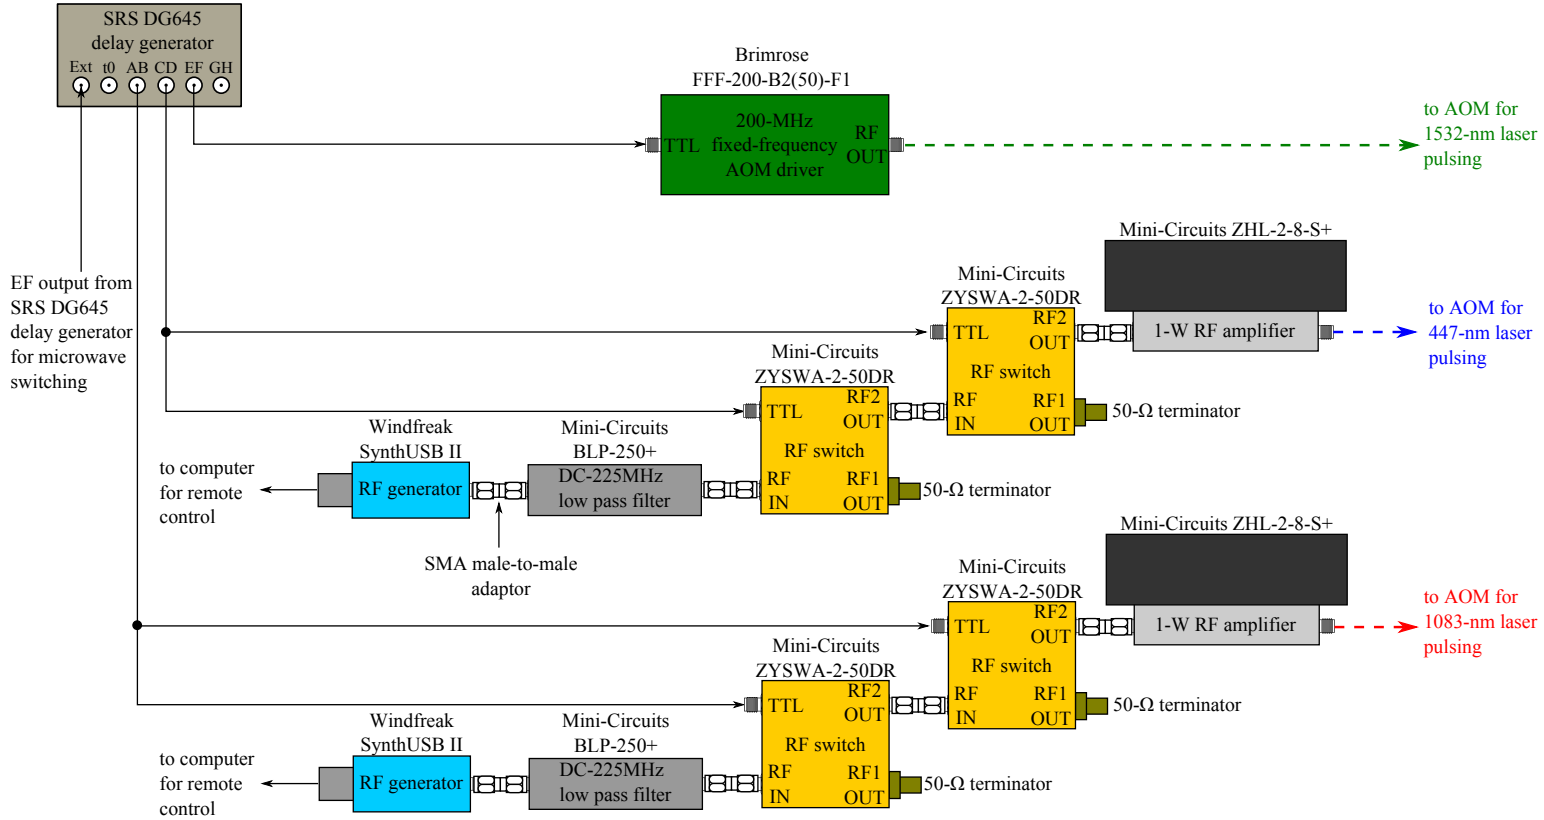 SRS DG645
delay generator
Ext t0 AB CD EF GH
Brimrose
FFF-200-B2(50)-F1
200-MHz
fixed-frequency
AOM driver
TTL
RF
OUT
to AOM for
1532-nm laser
pulsing
EF output from
SRS DG645
delay generator
for microwave
switching
Mini-Circuits ZHL-2-8-S+
1-W RF amplifier
to AOM for
447-nm laser
pulsing
Mini-Circuits
ZYSWA-2-50DR
TTL
RF2
OUT
RF switch
RF
IN
RF1
OUT
50-Ω terminator
Mini-Circuits
ZYSWA-2-50DR
TTL
RF2
OUT
RF switch
RF
IN
RF1
OUT
50-Ω terminator
Windfreak
SynthUSB II
RF generator
to computer
for remote
control
Mini-Circuits
BLP-250+
DC-225MHz
low pass filter
SMA male-to-male
adaptor
Mini-Circuits ZHL-2-8-S+
1-W RF amplifier
to AOM for
1083-nm laser
pulsing
Mini-Circuits
ZYSWA-2-50DR
TTL
RF2
OUT
RF switch
RF
IN
RF1
OUT
50-Ω terminator
Mini-Circuits
ZYSWA-2-50DR
TTL
RF2
OUT
RF switch
RF
IN
RF1
OUT
50-Ω terminator
Windfreak
SynthUSB II
RF generator
to computer
for remote
control
Mini-Circuits
BLP-250+
DC-225MHz
low pass filter